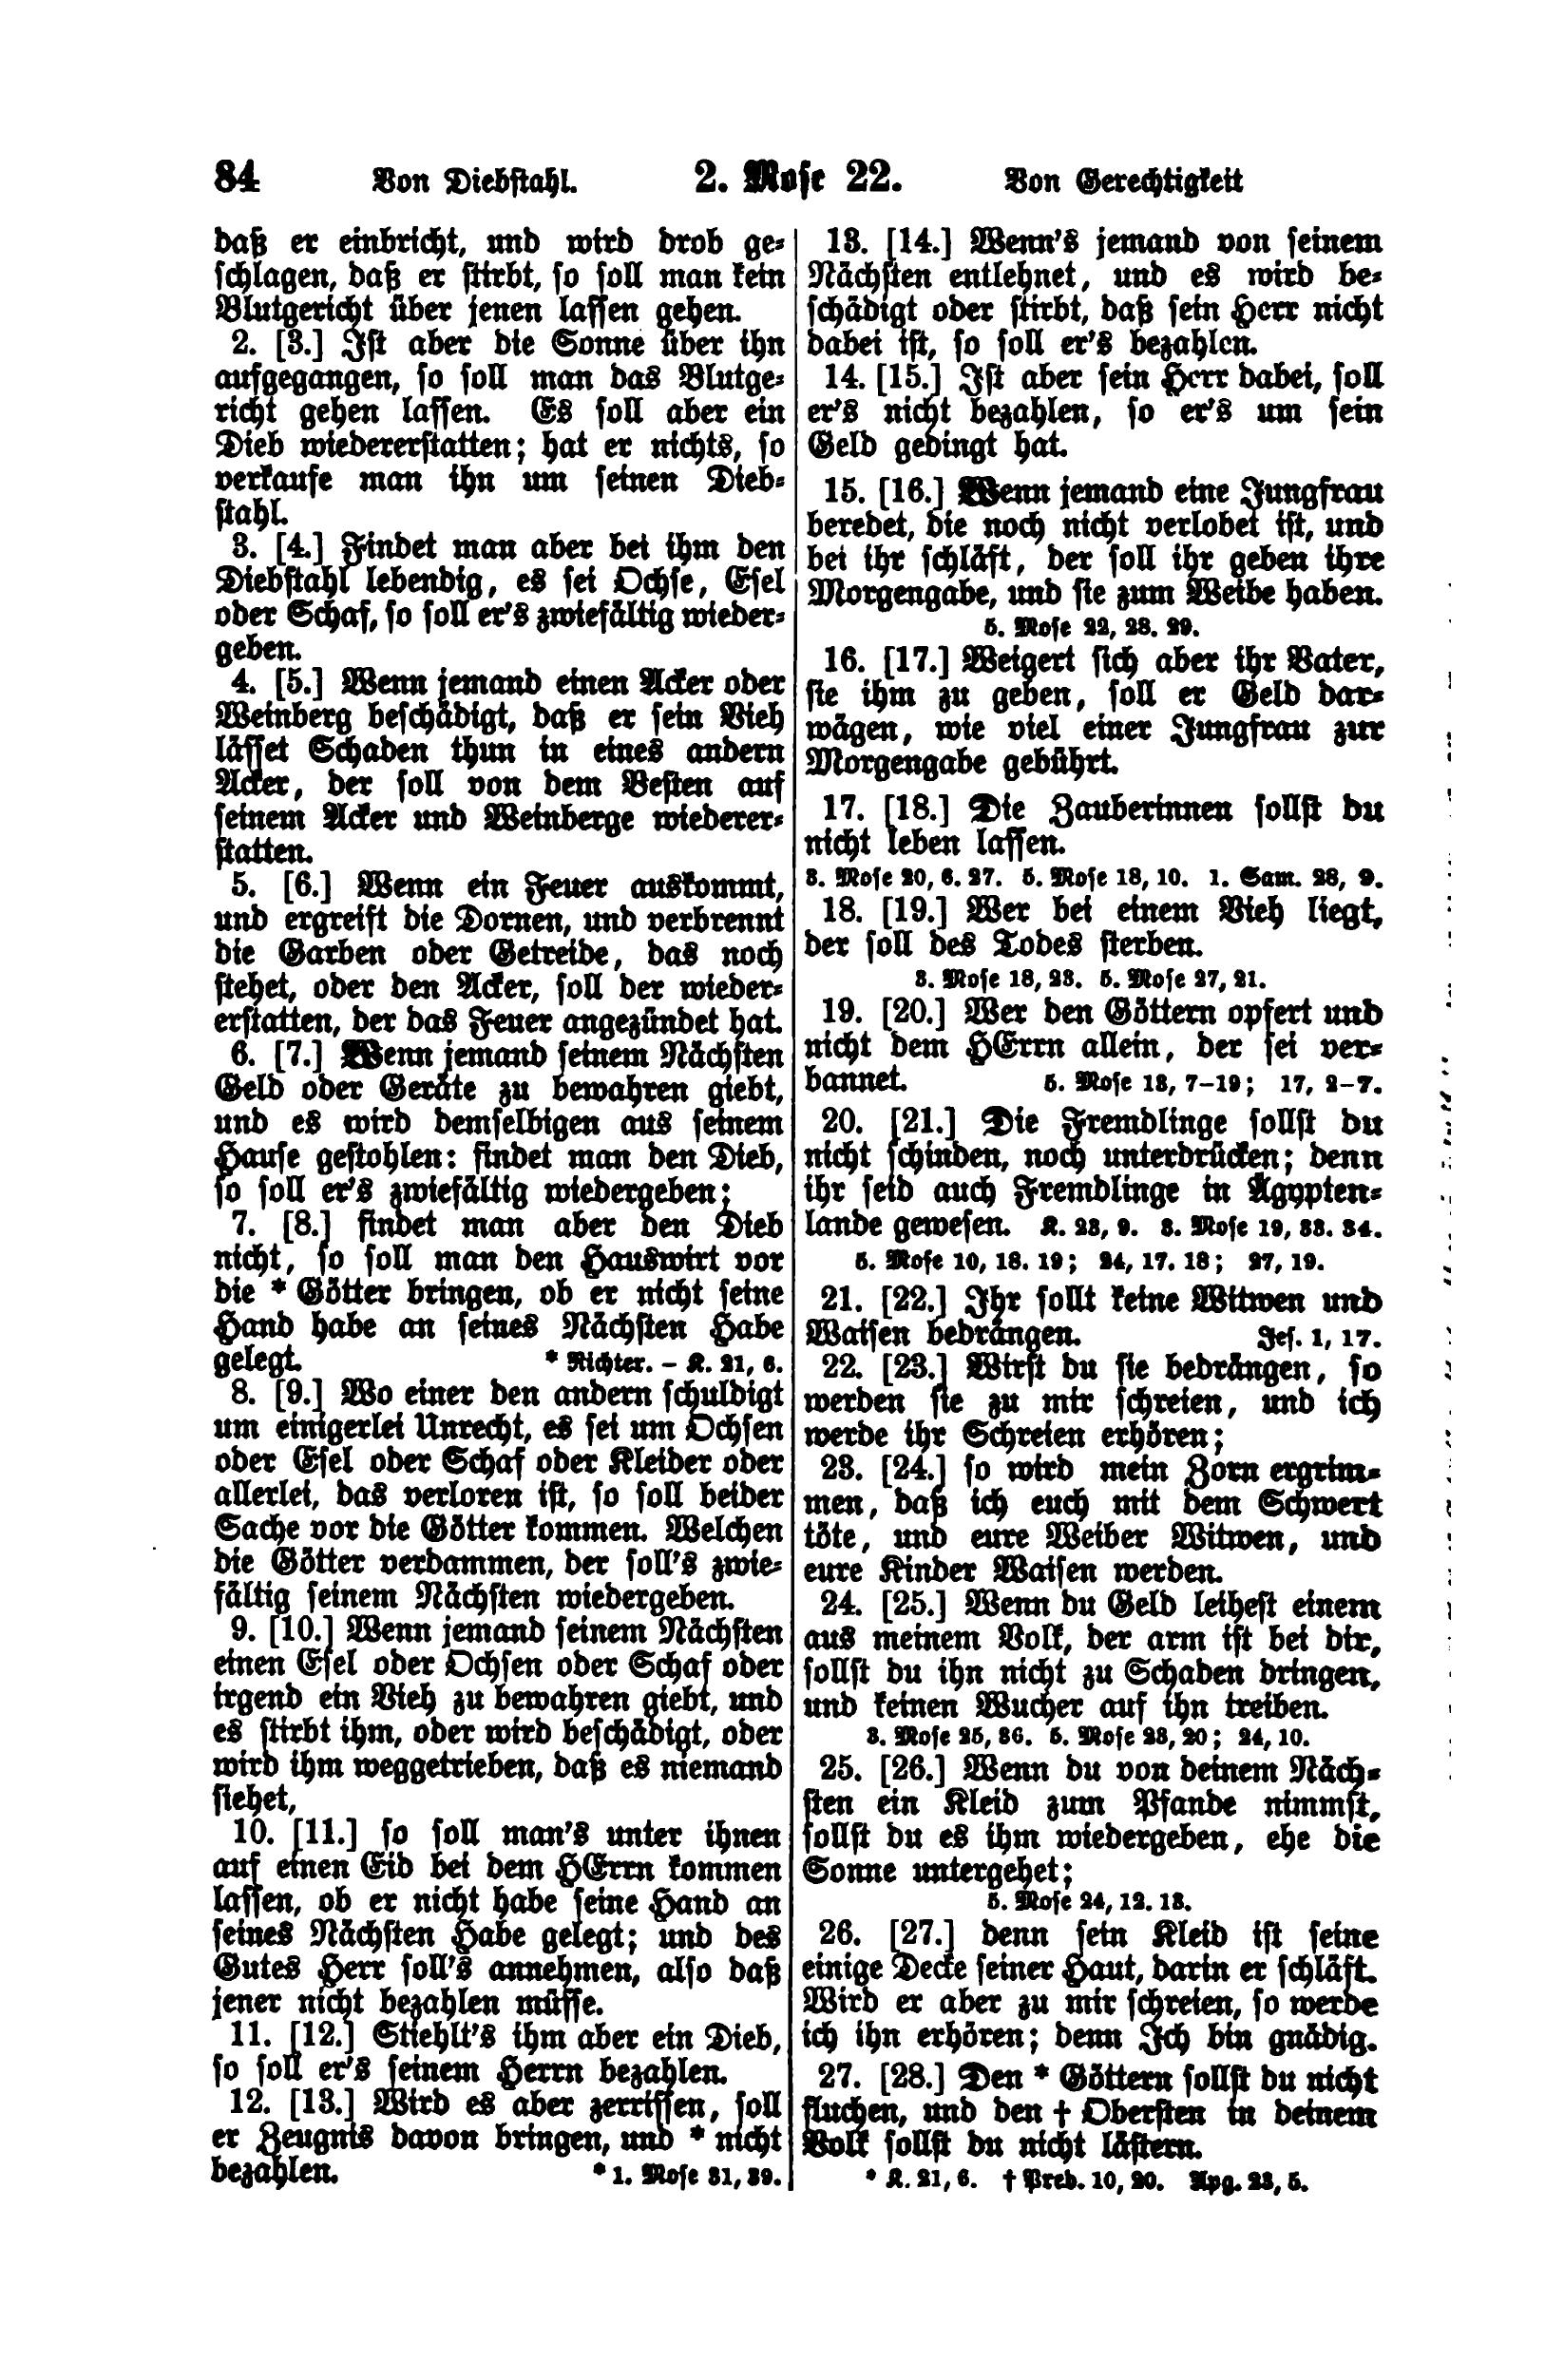 84 Von Diebstahl. 2. Mose 22. Von Gerechtigkeit
daß er einbricht, und wird drob ge-
schlagen, daß er stirbt, so soll man kein
Blutgericht über jenen lassen gehen.
2. [3.] Ist aber die Sonne über ihn
aufgegangen, so soll man das Blutge-
richt gehen lassen. Es soll aber ein
Dieb wiedererstatten; hat er nichts, so
verkaufe man ihn um seinen Dieb-
stahl.
3. [4.] Findet man aber bei ihm den
Diebstahl lebendig, es sei Ochse, Esel
oder Schaf, so soll er's zwiefältig wieder-
geben.
4. [5.] Wenn jemand einen Acker oder
Weinberg beschädigt, daß er sein Vieh
lässet Schaden thun in eines andern
Acker, der soll von dem Besten auf
seinem Acker und Weinberge wiederer-
statten.
5. [6.] Wenn ein Feuer auskommt,
und ergreift die Dornen, und verbrennt
die Garben oder Getreide, das noch
stehet, oder den Acker, soll der wieder-
erstatten, der das Feuer angezündet hat.
6. [7.] Wenn jemand seinem Nächsten
Geld oder Geräte zu bewahren giebt,
und es wird demselbigen aus seinem
Hause gestohlen: findet man den Dieb,
so soll er's zwiefältig wiedergeben;
7. [8.] findet man aber den Dieb
nicht, so soll man den Hauswirt vor
die * Götter bringen, ob er nicht seine
Hand habe an seines Nächsten Habe
gelegt. * Richter. – K. 21, 6.
8. [9.] Wo einer den andern schuldigt
um einigerlei Unrecht, es sei um Ochsen
oder Esel oder Schaf oder Kleider oder
allerlei, das verloren ist, so soll beider
Sache vor die Götter kommen. Welchen
die Götter verdammen, der soll's zwie-
fältig seinem Nächsten wiedergeben.
9. [10.] Wenn jemand seinem Nächsten
einen Esel oder Ochsen oder Schaf oder
irgend ein Vieh zu bewahren giebt, und
es stirbt ihm, oder wird beschädigt, oder
wird ihm weggetrieben, daß es niemand
siehet,
10. [11.] so soll man's unter ihnen
auf einen Eid bei dem HErrn kommen
lassen, ob er nicht habe seine Hand an
seines Nächsten Habe gelegt; und des
Gutes Herr soll's annehmen, also daß
jener nicht bezahlen müsse.
11. [12.] Stiehlt's ihm aber ein Dieb,
so soll er's seinem Herrn bezahlen.
12. [13.] Wird es aber zerrissen, soll
er Zeugnis davon bringen, und * nicht
bezahlen. * 1. Mose 31, 39.
13. [14.] Wenn's jemand von seinem
Nächsten entlehnet, und es wird be-
schädigt oder stirbt, daß sein Herr nicht
dabei ist, so soll er's bezahlen.
14. [15.] Ist aber sein Herr dabei, soll
er's nicht bezahlen, so er's um sein
Geld gedingt hat.
15. [16.] Wenn jemand eine Jungfrau
beredet, die noch nicht verlobet ist, und
bei ihr schläft, der soll ihr geben ihre
Morgengabe, und sie zum Weibe haben.
5. Mose 22, 28. 29.
16. [17.] Weigert sich aber ihr Vater,
sie ihm zu geben, soll er Geld dar-
wägen, wie viel einer Jungfrau zur
Morgengabe gebührt.
17. [18.] Die Zauberinnen sollst du
nicht leben lassen.
3. Mose 20, 6. 27. 5. Mose 18, 10. 1. Sam. 28, 9.
18. [19.] Wer bei einem Vieh liegt,
der soll des Todes sterben.
3. Mose 18, 23. 5. Mose 27, 21.
19. [20.] Wer den Göttern opfert und
nicht dem HErrn allein, der sei ver-
bannet. 5. Mose 13, 7–19; 17, 2–7.
20. [21.] Die Fremdlinge sollst du
nicht schinden, noch unterdrücken; denn
ihr seid auch Fremdlinge in Ägypten-
lande gewesen. K. 23, 9. 3. Mose 19, 33. 34.
5. Mose 10, 18. 19; 24, 17. 18; 27, 19.
21. [22.] Ihr sollt keine Witwen und
Waisen bedrängen. Jes. 1, 17.
22. [23.] Wirst du sie bedrängen, so
werden sie zu mir schreien, und ich
werde ihr Schreien erhören;
23. [24.] so wird mein Zorn ergrim-
men, daß ich euch mit dem Schwert
töte, und eure Weiber Witwen, und
eure Kinder Waisen werden.
24. [25.] Wenn du Geld leihest einem
aus meinem Volk, der arm ist bei dir,
sollst du ihn nicht zu Schaden dringen,
und keinen Wucher auf ihn treiben.
3. Mose 25, 36. 5. Mose 23, 20; 24, 10.
25. [26.] Wenn du von deinem Näch-
sten ein Kleid zum Pfande nimmst,
sollst du es ihm wiedergeben, ehe die
Sonne untergehet;
5. Mose 24, 12. 13.
26. [27.] denn sein Kleid ist seine
einige Decke seiner Haut, darin er schläft.
Wird er aber zu mir schreien, so werde
ich ihn erhören; denn Ich bin gnädig.
27. [28.] Den * Göttern sollst du nicht
fluchen, und den † Obersten in deinem
Volk sollst du nicht lästern.
* K. 21, 6. † Pred. 10, 20. Apg. 23, 5.